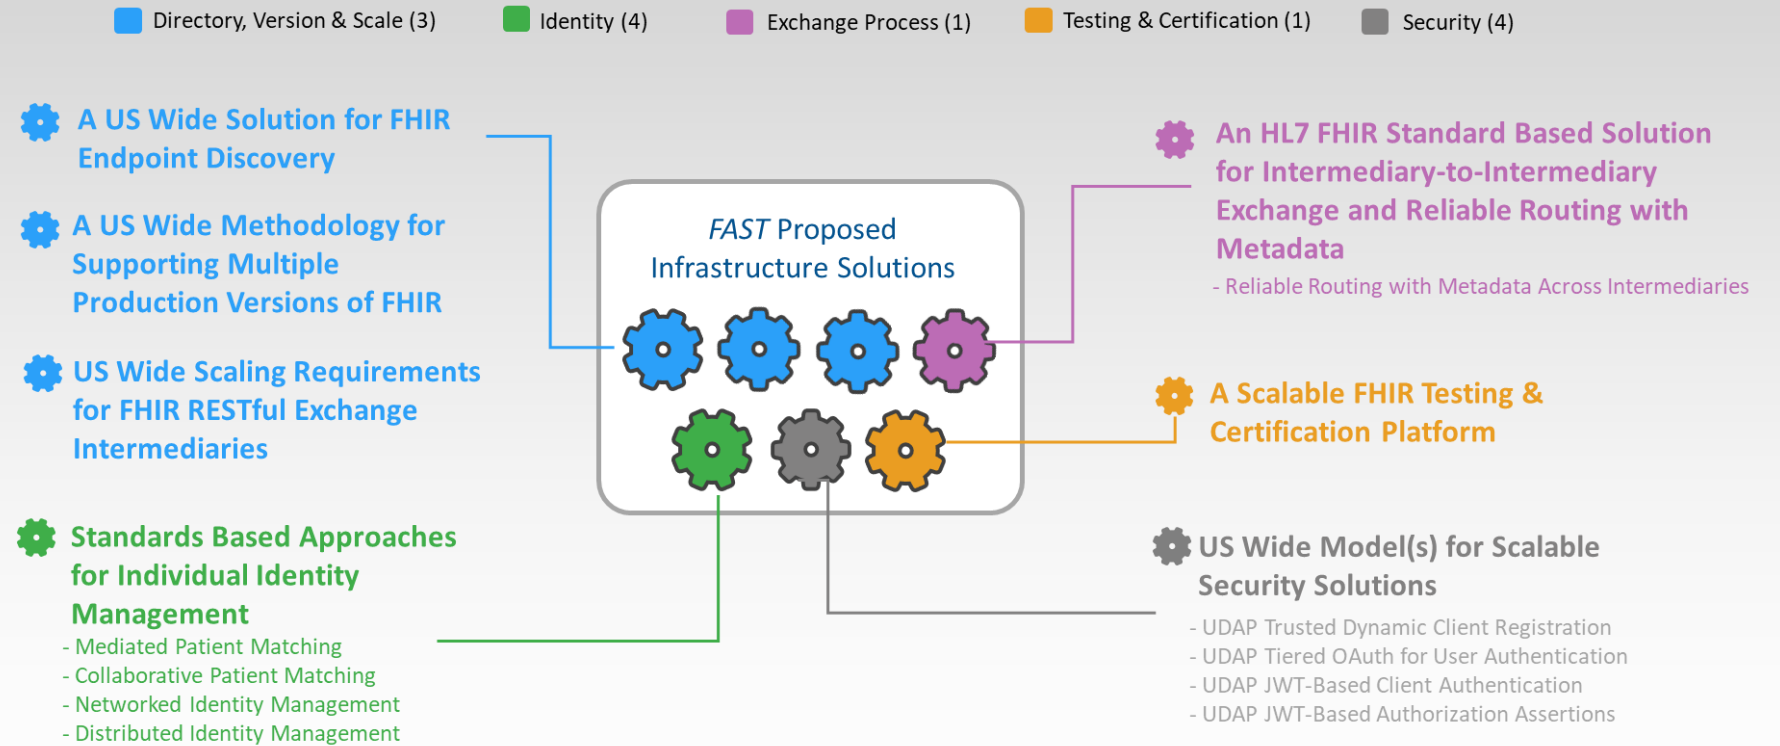 Directory, Version & Scale (3)
Identity (4)
Exchange Process (1)
Testing & Certification (1)
Security (4)
A US Wide Solution for FHIR
Endpoint Discovery
A US Wide Methodology for
Supporting Multiple
Production Versions of FHIR
US Wide Scaling Requirements
for FHIR RESTful Exchange
Intermediaries
Standards Based Approaches
for Individual Identity
Management
- Mediated Patient Matching
- Collaborative Patient Matching
- Networked Identity Management
- Distributed Identity Management
FAST Proposed
Infrastructure Solutions
An HL7 FHIR Standard Based Solution
for Intermediary-to-Intermediary
Exchange and Reliable Routing with
Metadata
- Reliable Routing with Metadata Across Intermediaries
A Scalable FHIR Testing &
Certification Platform
US Wide Model(s) for Scalable
Security Solutions
- UDAP Trusted Dynamic Client Registration
- UDAP Tiered OAuth for User Authentication
- UDAP JWT-Based Client Authentication
- UDAP JWT-Based Authorization Assertions